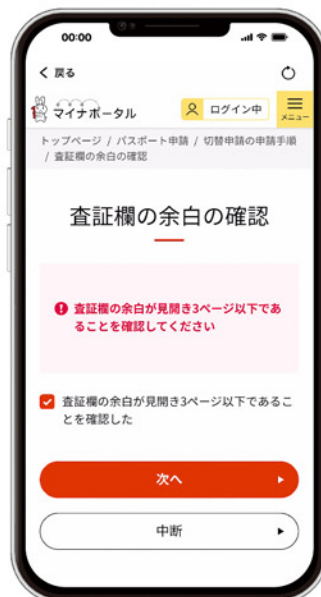 00:00
戻る
マイナポータル
ログイン中
メニュー
トップページ / パスポート申請 / 切替申請の申請手順
/ 査証欄の余白の確認
査証欄の余白の確認
査証欄の余白が見開き3ページ以下であ
ることを確認してください
査証欄の余白が見開き3ページ以下であるこ
とを確認した
次へ
中断